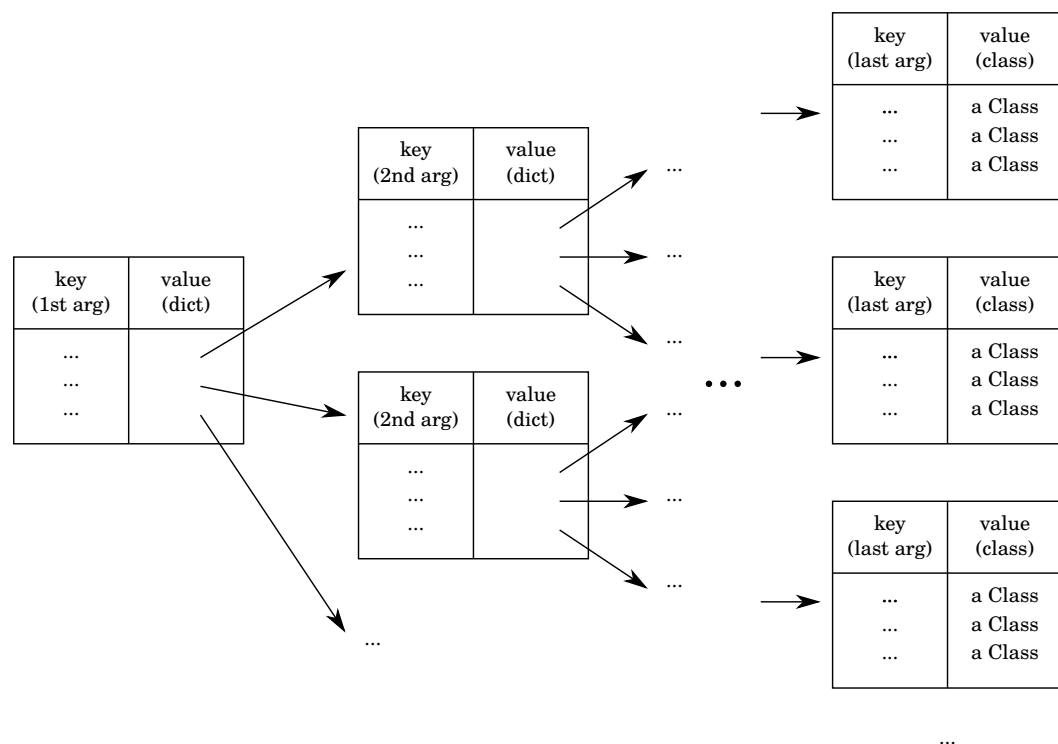 key
(1st arg)
value
(dict)
...
...
...
key
(2nd arg)
value
(dict)
...
...
...
key
(2nd arg)
value
(dict)
...
...
...
...
...
...
...
...
...
...
...
key
(last arg)
value
(class)
... a Class
... a Class
... a Class
key
(last arg)
value
(class)
... a Class
... a Class
... a Class
key
(last arg)
value
(class)
... a Class
... a Class
... a Class
...